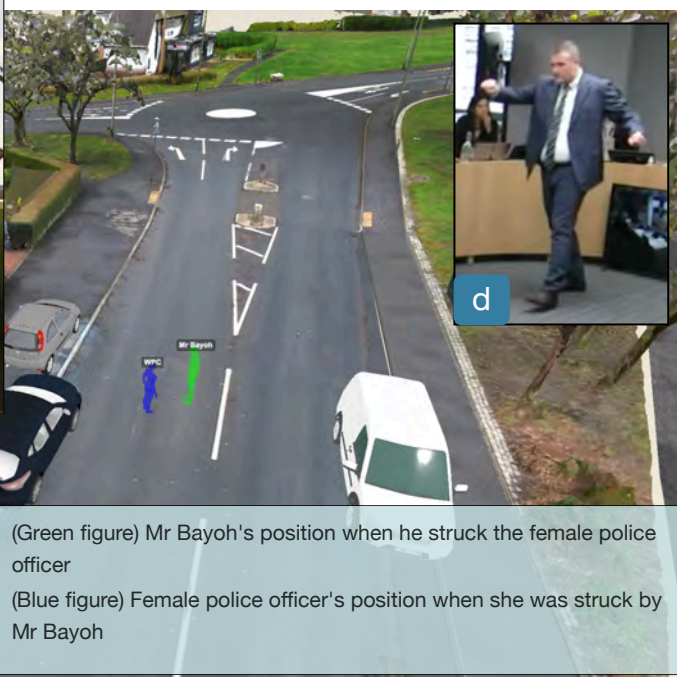 d
Mr Bayoh
WPC
(Green figure) Mr Bayoh's position when he struck the female police
officer
(Blue figure) Female police officer's position when she was struck by
Mr Bayoh